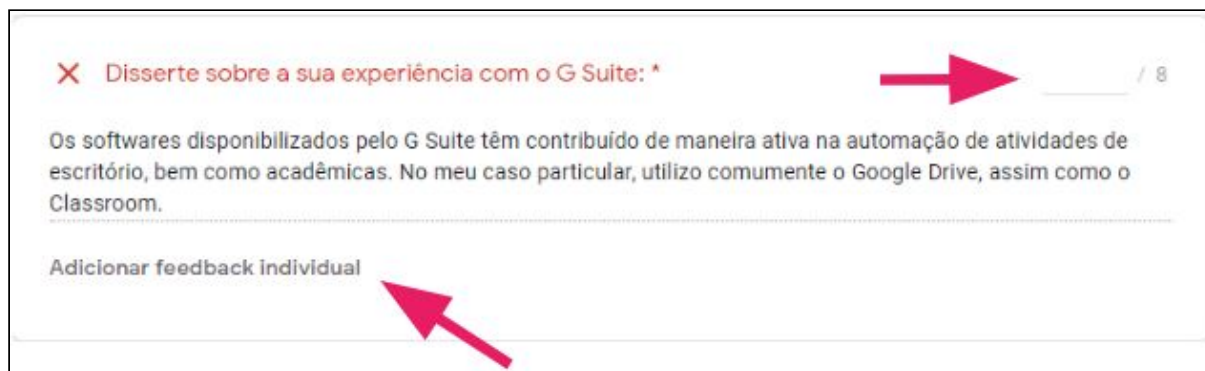 Disserte sobre a sua experiência com o G Suite: *
/ 8
Os softwares disponibilizados pelo G Suite têm contribuído de maneira ativa na automação de atividades de
escritório, bem como acadêmicas. No meu caso particular, utilizo comumente o Google Drive, assim como o
Classroom.
Adicionar feedback individual